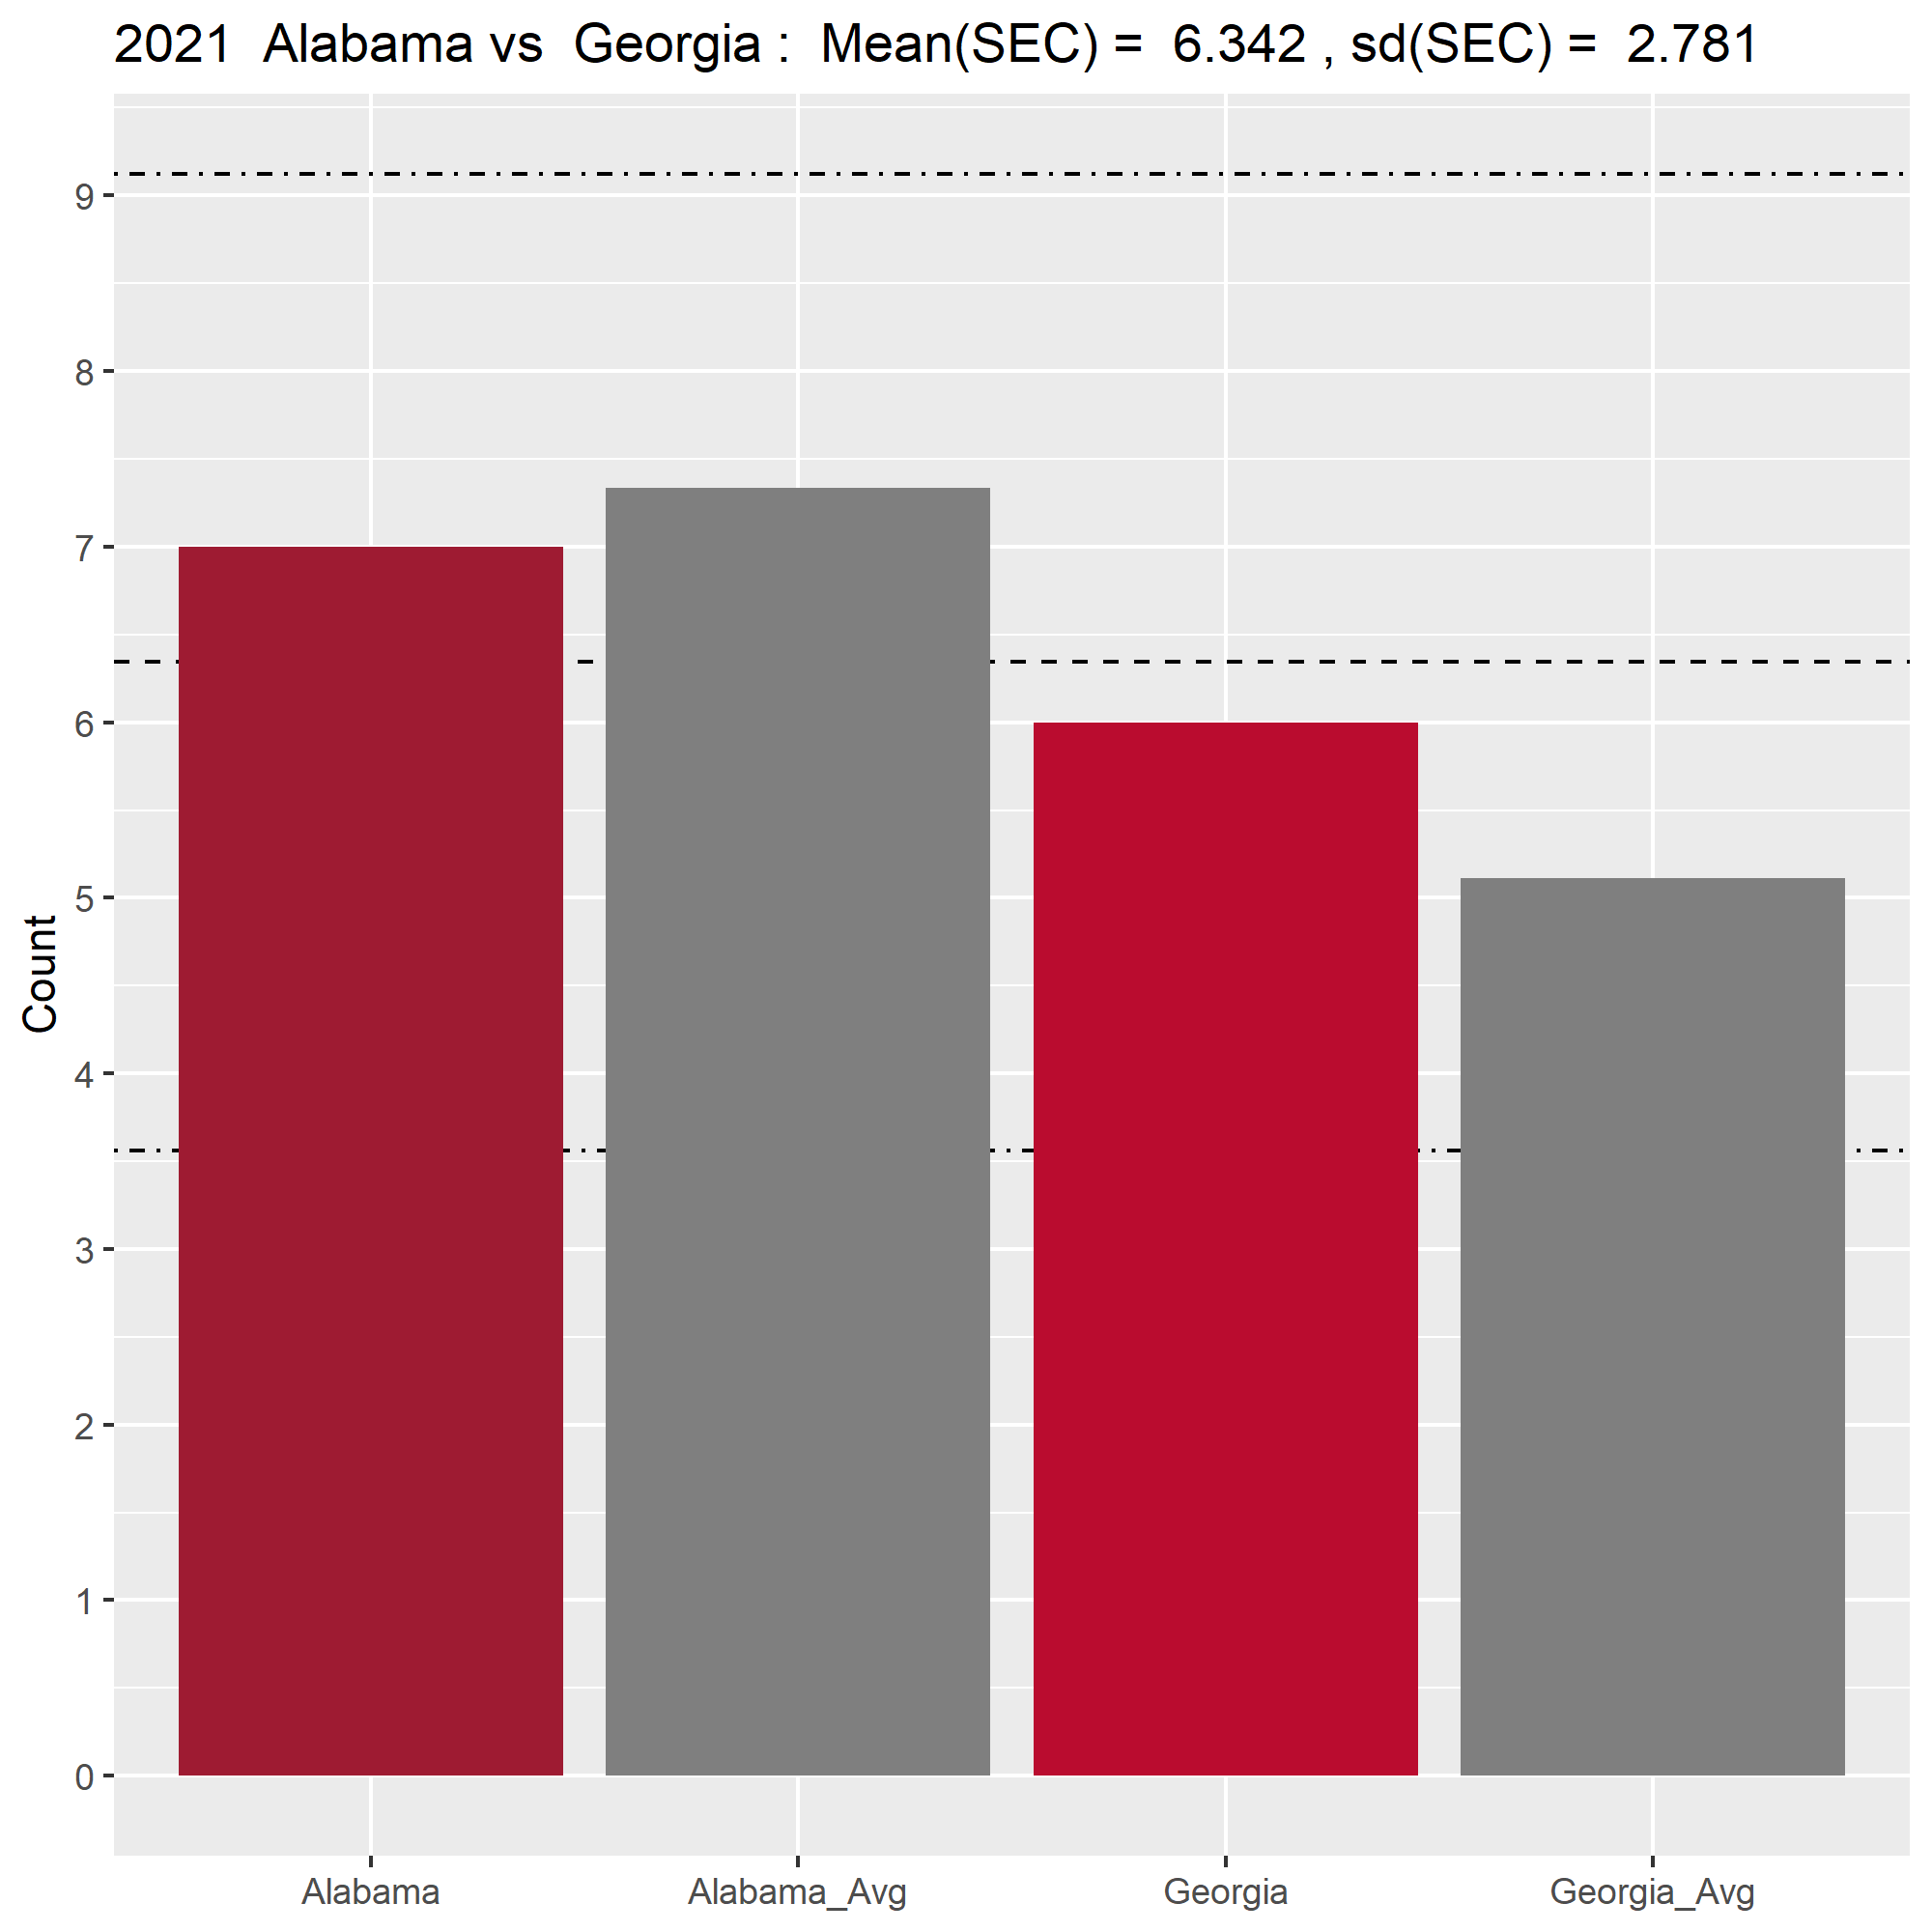 2021  Alabama vs  Georgia :  Mean(SEC) =  6.342 , sd(SEC) =  2.781
9
8
7
6
5
4
3
2
1
0
Count
Alabama
Alabama_Avg
Georgia
Georgia_Avg